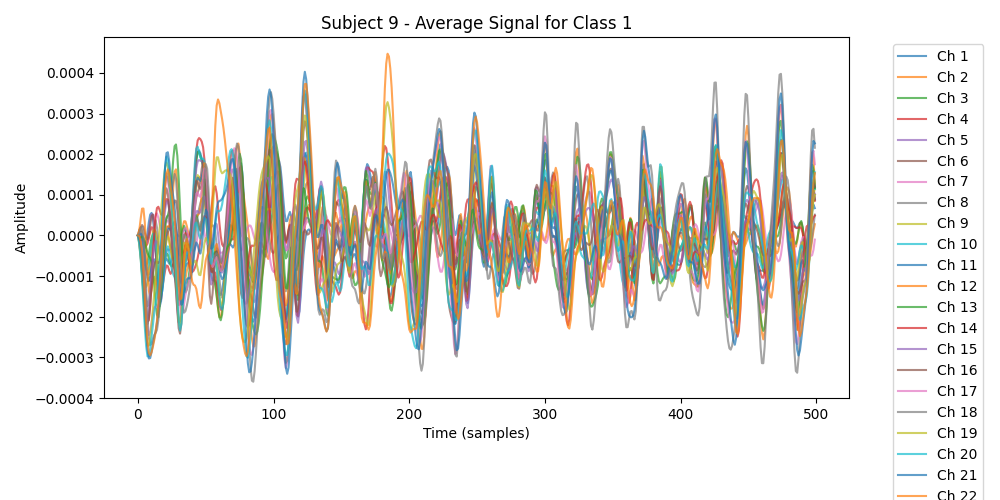 Subject 9 - Average Signal for Class 1
Amplitude
0.0004
0.0003
0.0002
0.0001
0.0000
−0.0001
−0.0002
−0.0003
−0.0004
0
100
200
300
400
500
Time (samples)
Ch 1
Ch 2
Ch 3
Ch 4
Ch 5
Ch 6
Ch 7
Ch 8
Ch 9
Ch 10
Ch 11
Ch 12
Ch 13
Ch 14
Ch 15
Ch 16
Ch 17
Ch 18
Ch 19
Ch 20
Ch 21
Ch 22